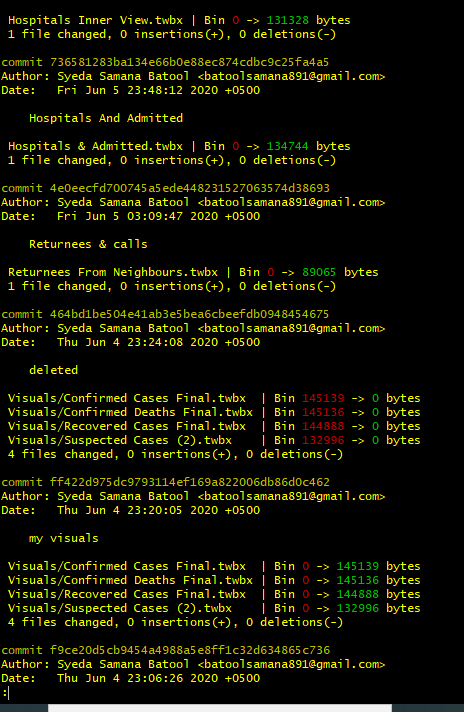 Hospitals Inner View.twbx | Bin 0 -> 131328 bytes
1 file changed, 0 insertions(+), 0 deletions(-)
commit 736581283ba134e66b0e88ec874cdbc9c25fa4a5
Author: Syeda Samana Batool <batoolsamana891@gmail.com>
Date:   Fri Jun 5 23:48:12 2020 +0500
Hospitals And Admitted
Hospitals & Admitted.twbx | Bin 0 -> 134744 bytes
1 file changed, 0 insertions(+), 0 deletions(-)
commit 4e0eecfd700745a5ede448231527063574d38693
Author: Syeda Samana Batool <batoolsamana891@gmail.com>
Date:   Fri Jun 5 03:09:47 2020 +0500
Returnees & calls
Returnees From Neighbours.twbx | Bin 0 -> 89065 bytes
1 file changed, 0 insertions(+), 0 deletions(-)
commit 464bd1be504e41ab3e5bea6cbeefdb0948454675
Author: Syeda Samana Batool <batoolsamana891@gmail.com>
Date:   Thu Jun 4 23:24:08 2020 +0500
deleted
Visuals/Confirmed Cases Final.twbx  | Bin 145139 -> 0 bytes
Visuals/Confirmed Deaths Final.twbx | Bin 145136 -> 0 bytes
Visuals/Recovered Cases Final.twbx  | Bin 144888 -> 0 bytes
Visuals/Suspected Cases (2).twbx    | Bin 132996 -> 0 bytes
4 files changed, 0 insertions(+), 0 deletions(-)
commit ff422d975dc9793114ef169a822006db86d0c462
Author: Syeda Samana Batool <batoolsamana891@gmail.com>
Date:   Thu Jun 4 23:20:05 2020 +0500
my visuals
Visuals/Confirmed Cases Final.twbx  | Bin 0 -> 145139 bytes
Visuals/Confirmed Deaths Final.twbx | Bin 0 -> 145136 bytes
Visuals/Recovered Cases Final.twbx  | Bin 0 -> 144888 bytes
Visuals/Suspected Cases (2).twbx    | Bin 0 -> 132996 bytes
4 files changed, 0 insertions(+), 0 deletions(-)
commit f9ce20d5cb9454a4988a5e8ff1c32d634865c736
Author: Syeda Samana Batool <batoolsamana891@gmail.com>
Date:   Thu Jun 4 23:06:26 2020 +0500
: